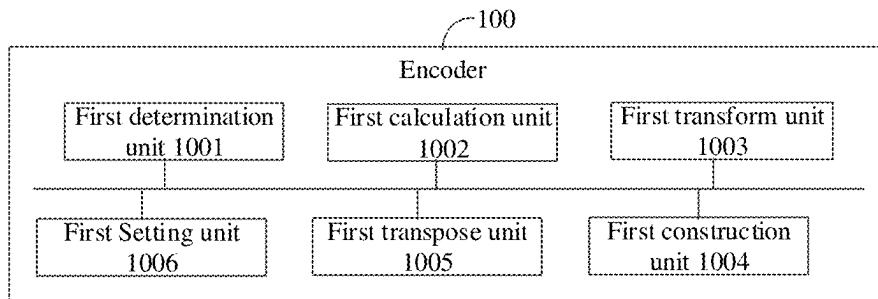 100
Encoder
First determination
unit 1001
First calculation unit
1002
First transform unit
1003
First Setting unit
1006
First transpose unit
1005
First construction
unit 1004